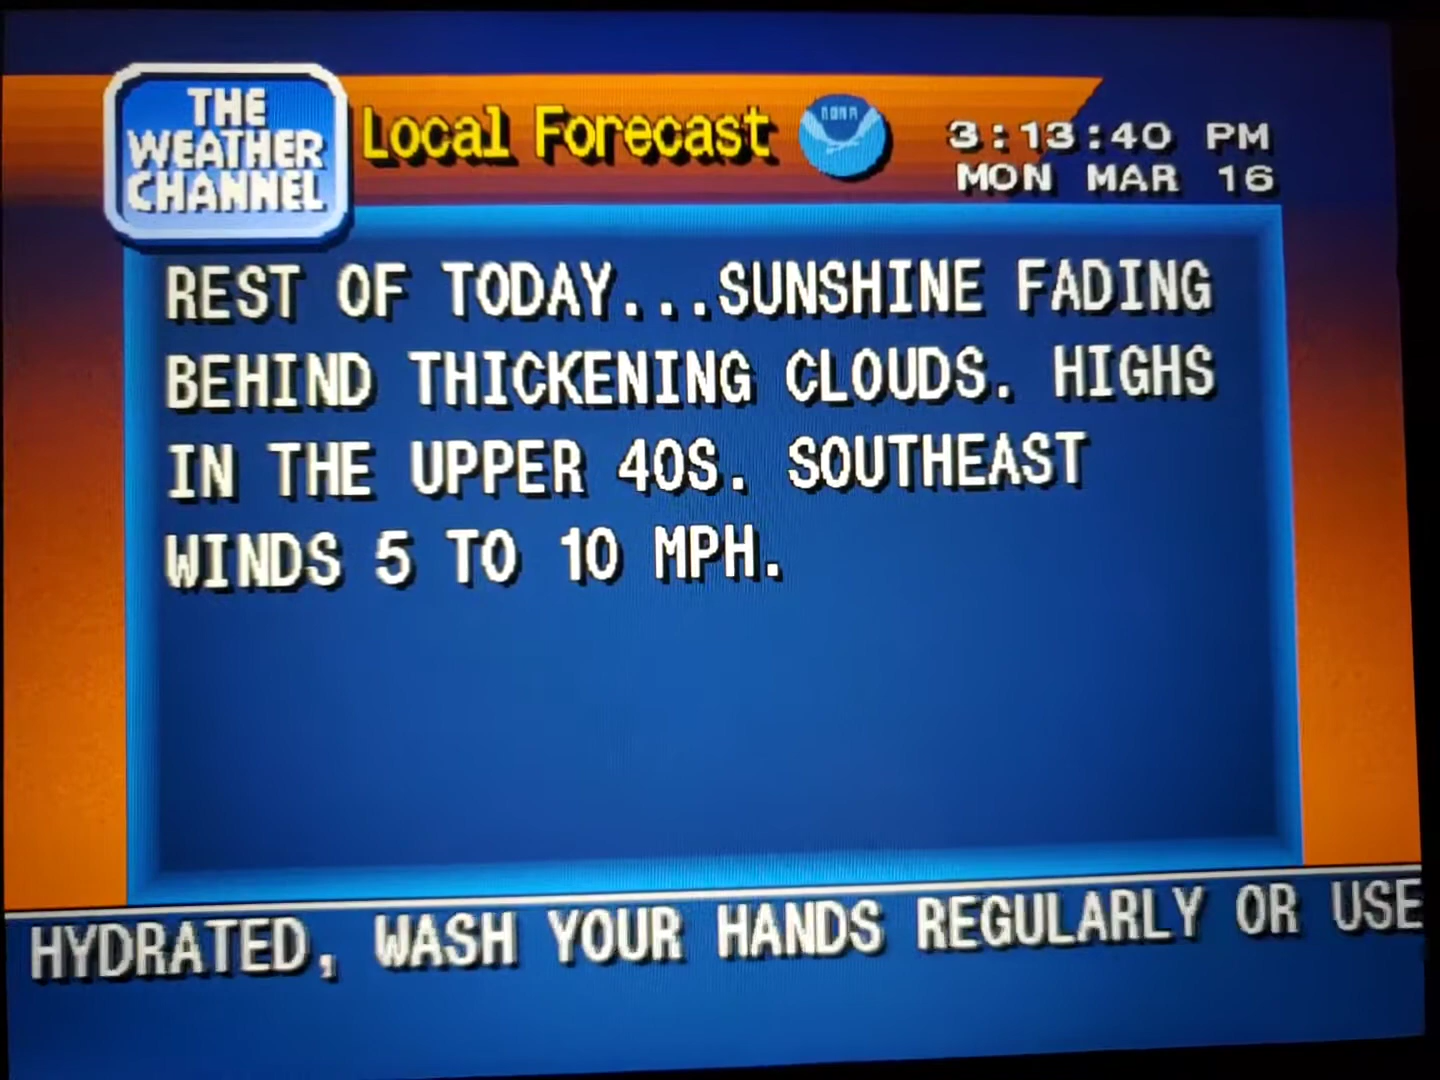 THE
WEATHER
CHANNEL
Local Forecast
NOAA
3:13:40 PM
MON MAR 16
REST OF TODAY...SUNSHINE FADING
BEHIND THICKENING CLOUDS. HIGHS
IN THE UPPER 40S. SOUTHEAST
WINDS 5 TO 10 MPH.
HYDRATED, WASH YOUR HANDS REGULARLY OR USE